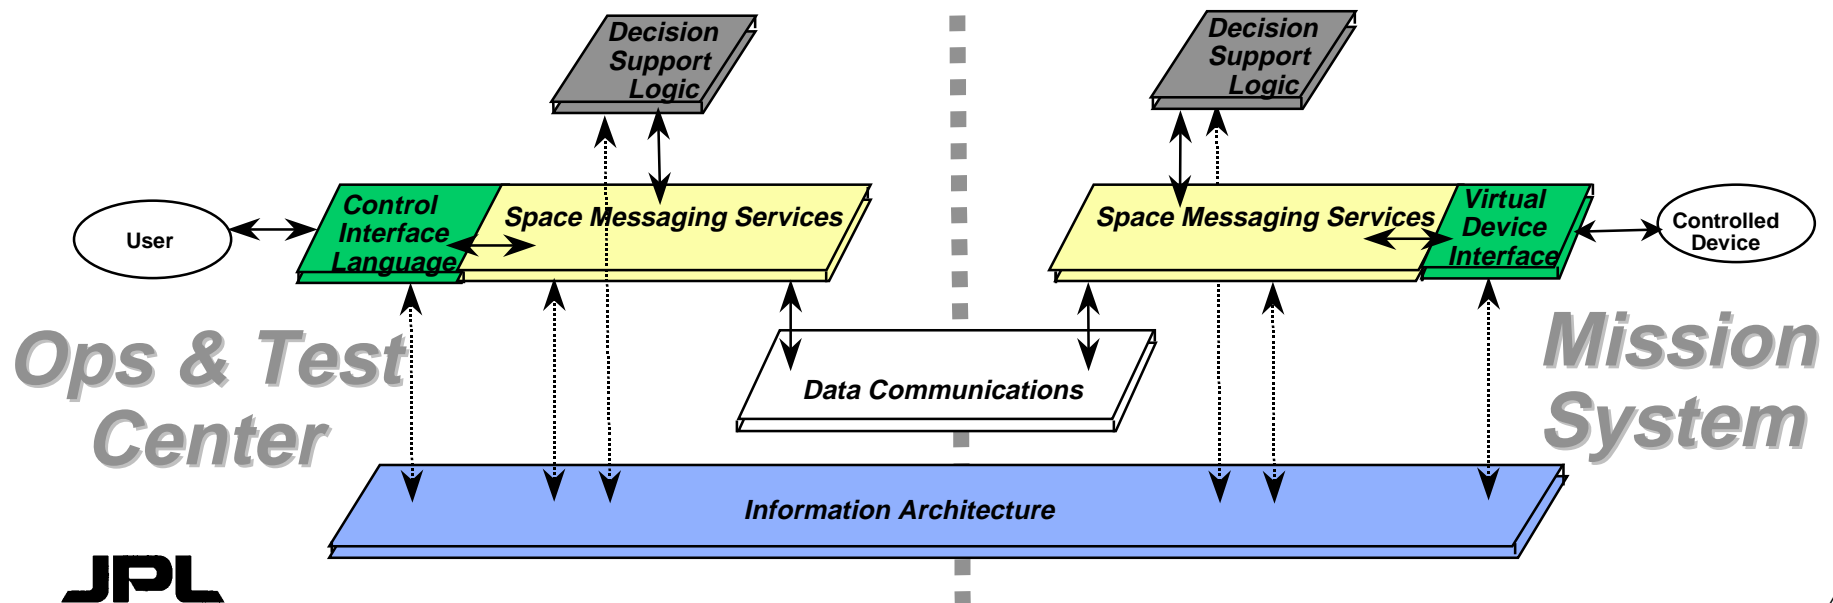 Decision
Support
Logic
Decision
Support
Logic
User
Control
Interface
Language
Space Messaging Services
Space Messaging Services
Virtual
Device
Interface
Controlled
Device
Ops & Test
Center
Data Communications
Mission
System
Information Architecture
JPL